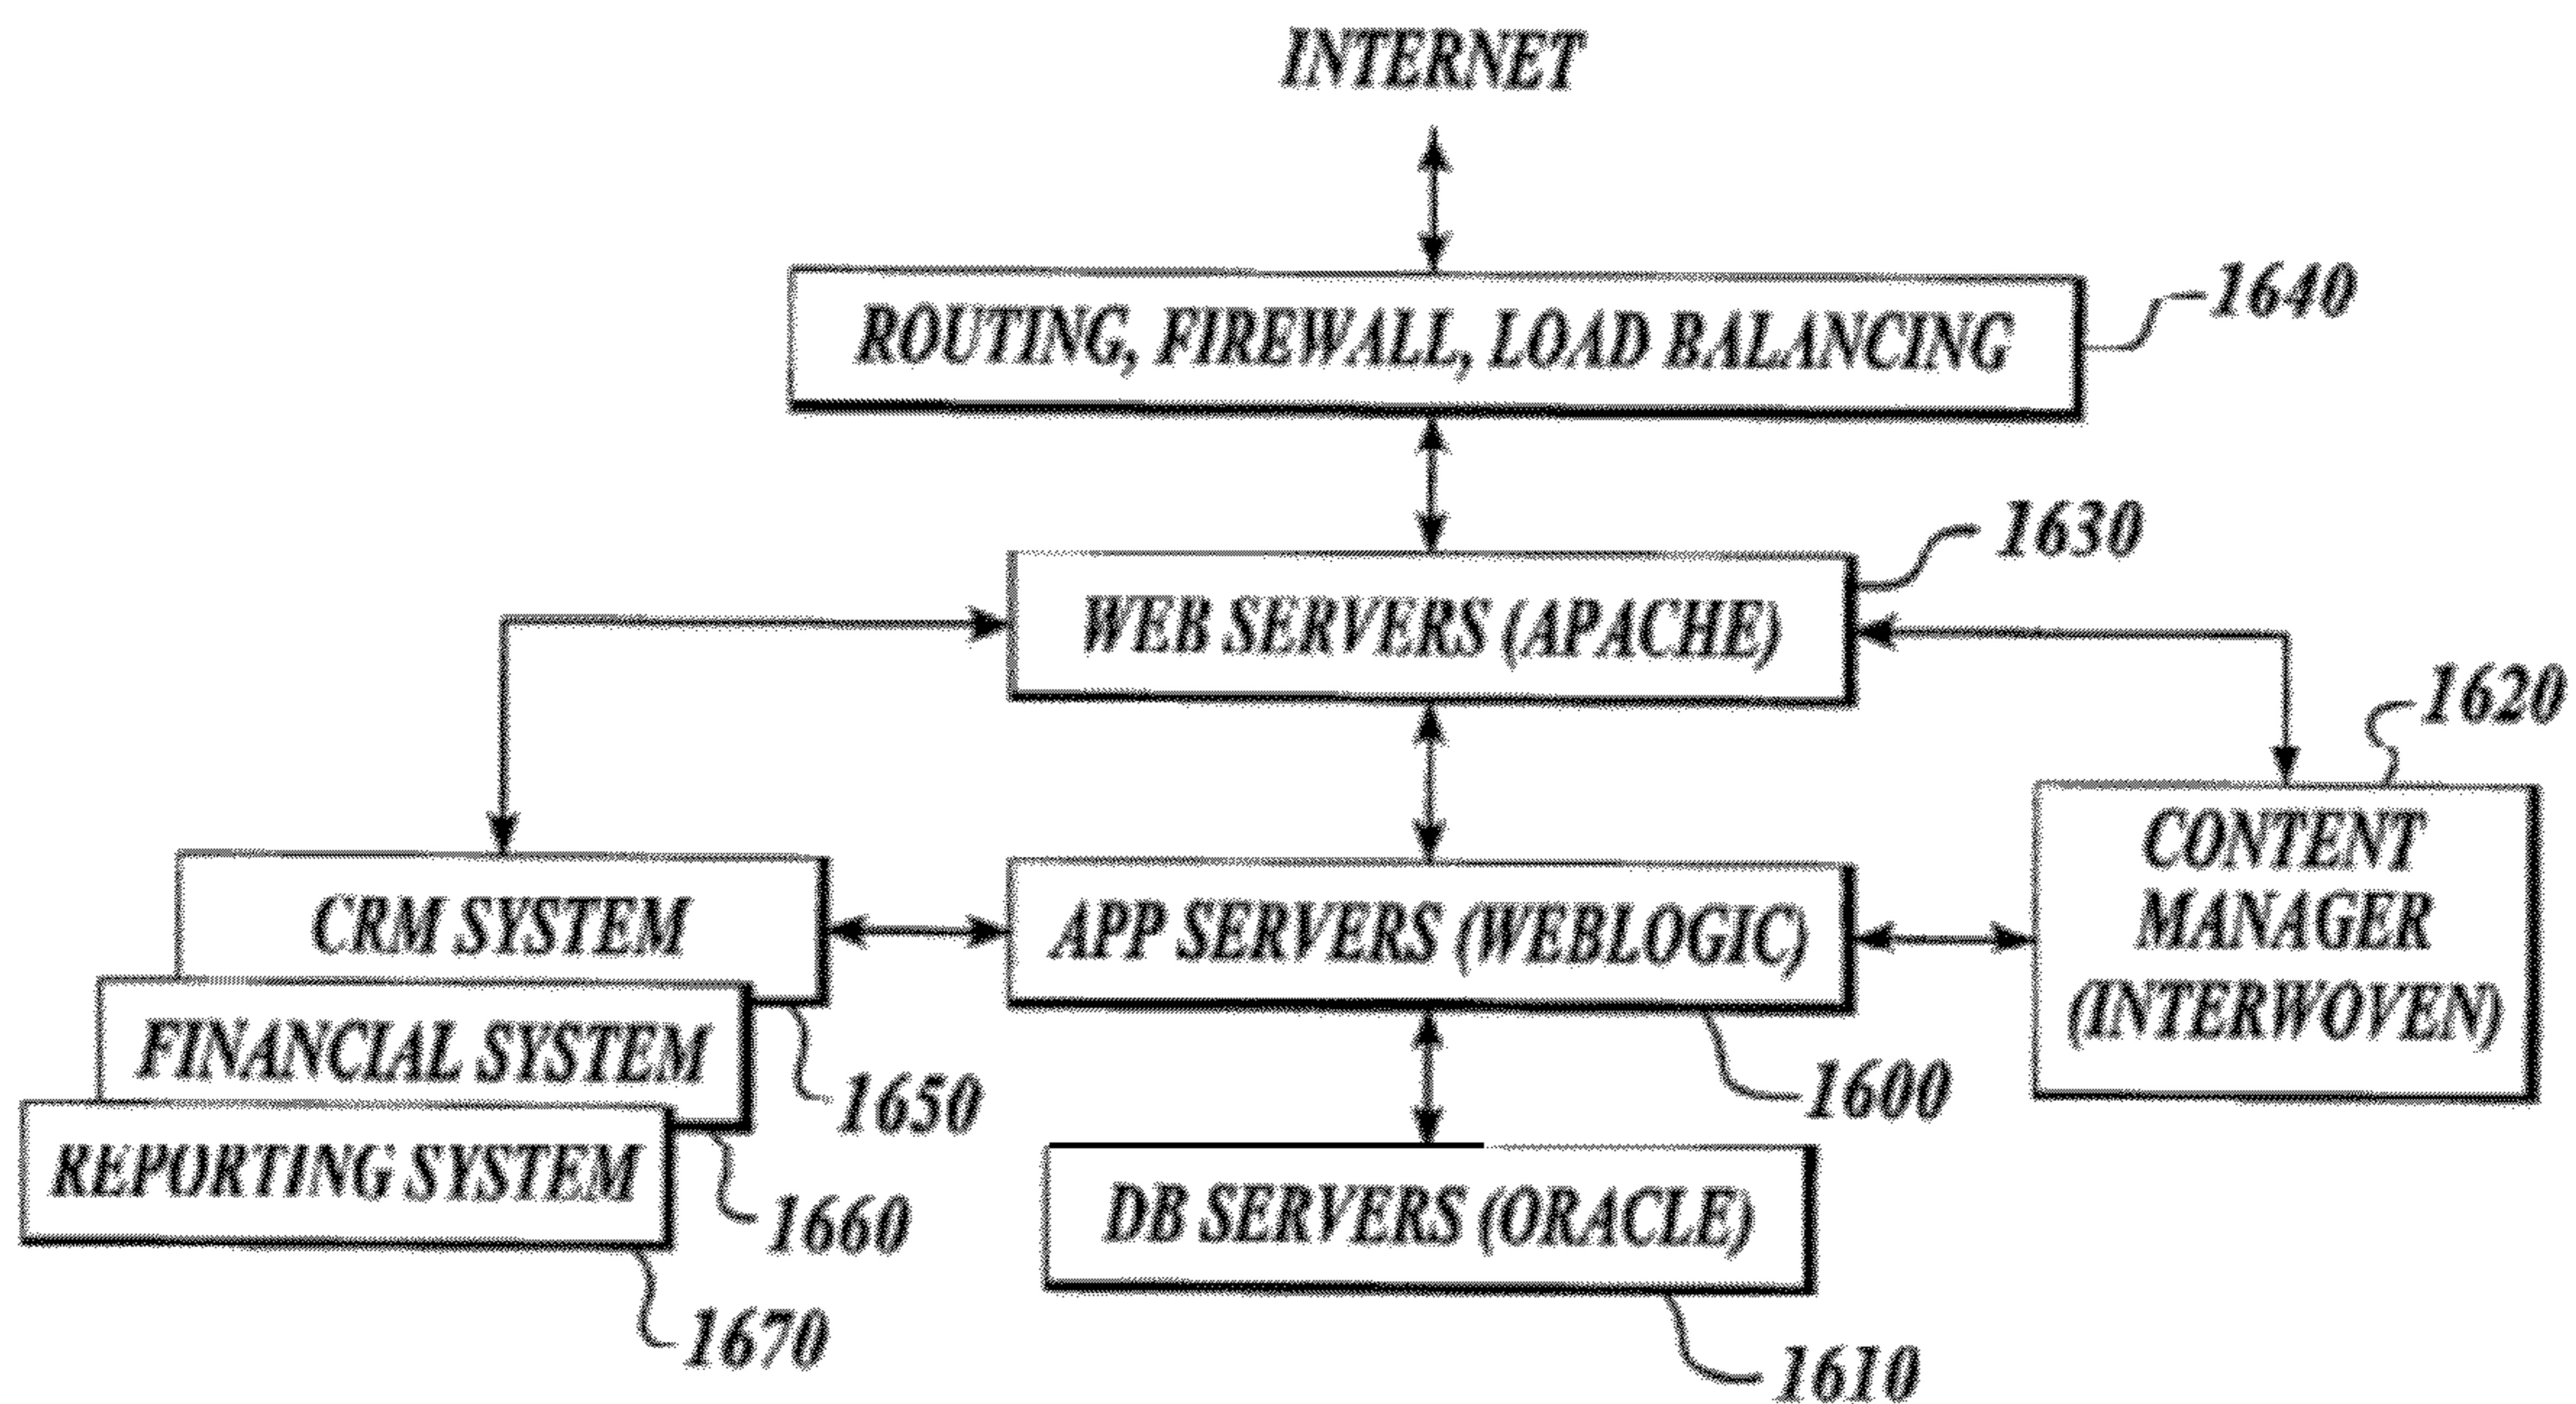 INTERNET
ROUTING, FIREWALL, LOAD BALANCING
1640
WEB SERVERS (APACHE)
1630
1620
CONTENT
MANAGER
(INTERWOVEN)
CRM SYSTEM
APP SERVERS (WEBLOGIC)
FINANCIAL SYSTEM
1650
1600
REPORTING SYSTEM
1660
DB SERVERS (ORACLE)
1670
1610